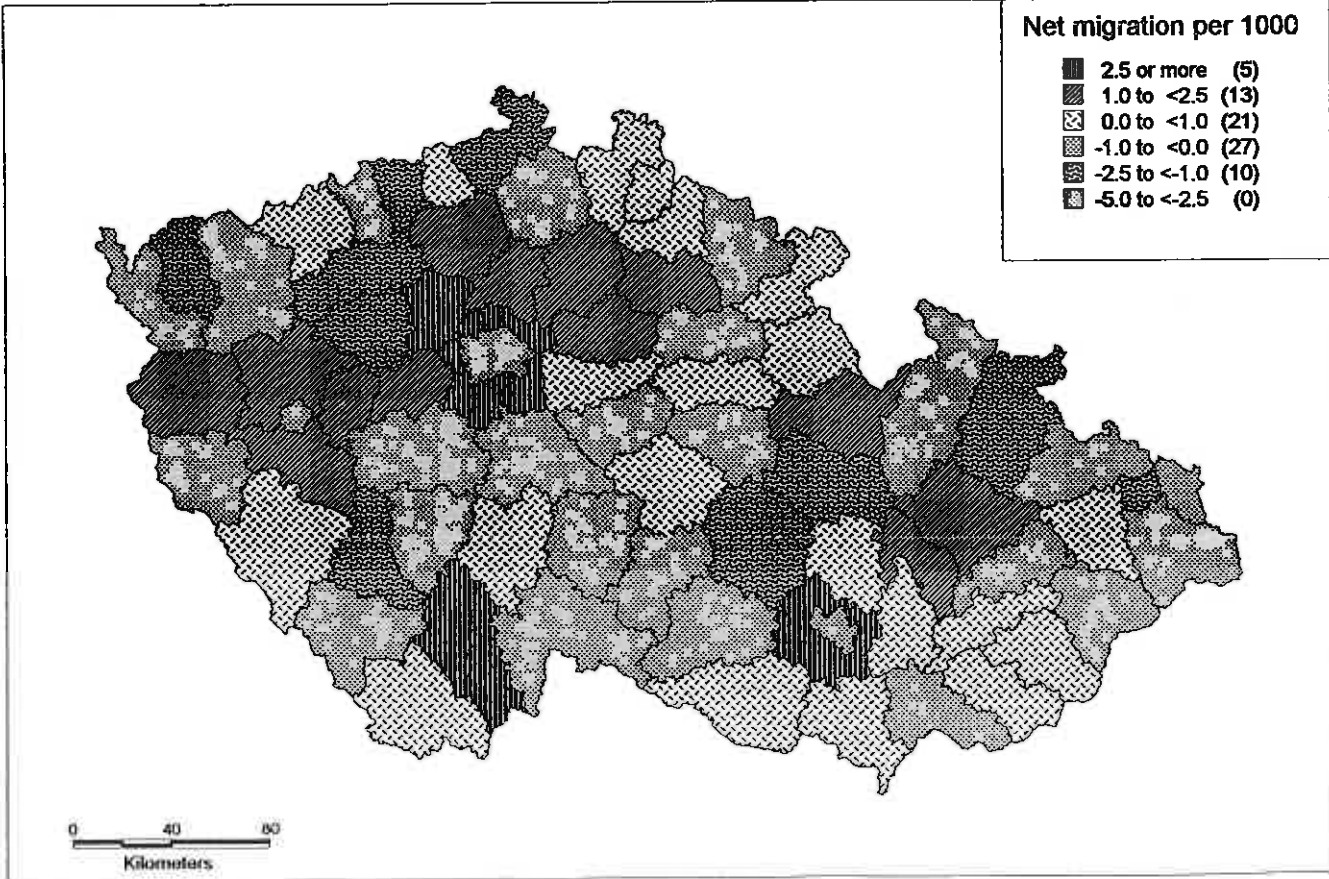 Net migration per 1000
2.5 or more (5)
1.0 to <2.5 (13)
0.0 to <1.0 (21)
-1.0 to <0.0 (27)
-2.5 to <-1.0 (10)
-5.0 to <-2.5 (0)
0 40 80
Kilometers